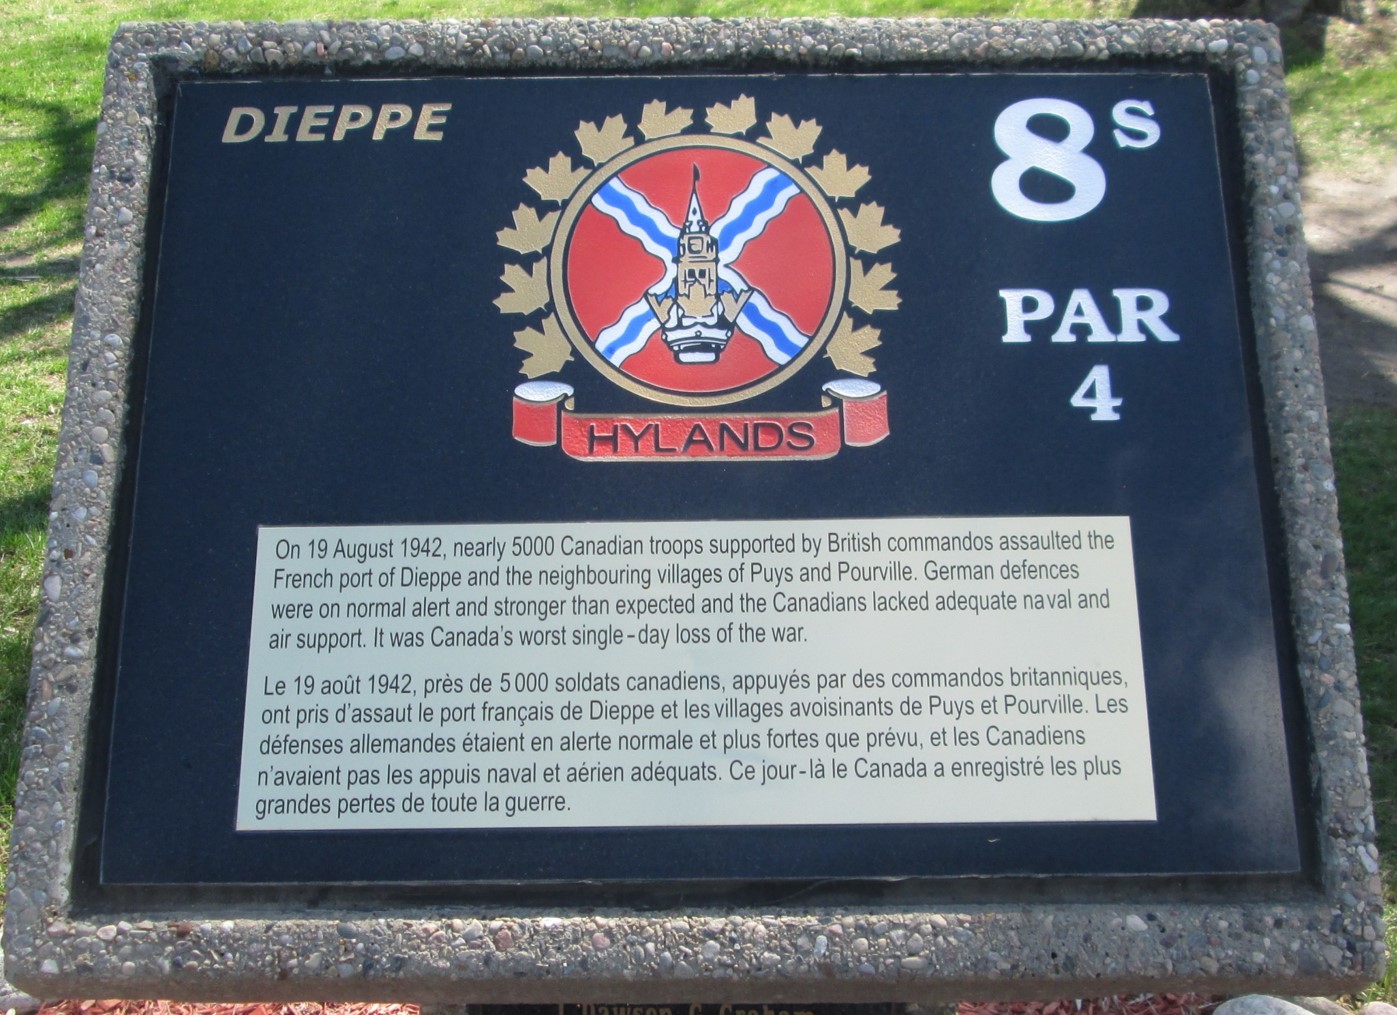 DIEPPE
8S
PAR
4
HYLANDS
On 19 August 1942, nearly 5000 Canadian troops supported by British commandos assaulted the
French port of Dieppe and the neighbouring villages of Puys and Pourville. German defences
were on normal alert and stronger than expected and the Canadians lacked adequate naval and
air support. It was Canada's worst single-day loss of the war.
Le 19 août 1942, près de 5 000 soldats canadiens, appuyés par des commandos britanniques,
ont pris d'assaut le port français de Dieppe et les villages avoisinants de Puys et Pourville. Les
défenses allemandes étaient en alerte normale et plus fortes que prévu, et les Canadiens
n'avaient pas les appuis naval et aérien adéquats. Ce jour-là le Canada a enregistré les plus
grandes pertes de toute la guerre.
Dawson G Graham